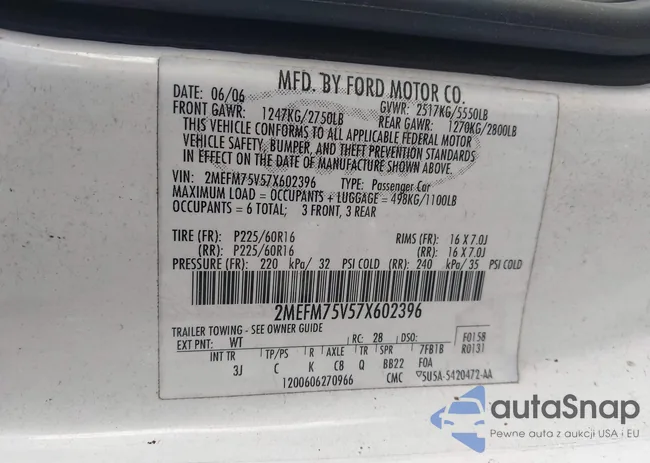 MFD. BY FORD MOTOR CO.
DATE: 06/06 GVWR: 2517KG/5550LB
FRONT GAWR: 1247KG/2750LB REAR GAWR: 1270KG/2800LB
THIS VEHICLE CONFORMS TO ALL APPLICABLE FEDERAL MOTOR
VEHICLE SAFETY, BUMPER, AND THEFT PREVENTION STANDARDS
IN EFFECT ON THE DATE OF MANUFACTURE SHOWN ABOVE.
VIN: 2MEFM75V57X602396 TYPE: Passenger Car
MAXIMUM LOAD = OCCUPANTS + LUGGAGE = 498KG/1100LB
OCCUPANTS = 6 TOTAL; 3 FRONT, 3 REAR
TIRE (FR): P225/60R16 RIMS (FR): 16 X 7.0J
(RR): P225/60R16 (RR): 16 X 7.0J
PRESSURE (FR): 220 kPa/ 32 PSI COLD (RR): 240 kPa/ 35 PSI COLD
2MEFM75V57X602396
TRAILER TOWING - SEE OWNER GUIDE
EXT PNT: WT RC: 28 DSO: F0158
R0131
INT TR TP/PS R AXLE TR SPR 7FB1B
3J C K C8 Q BB22 FOA
1200606270966 CMC 5U5A-5420472-AA
autaSnap
Pewne auta z aukcji USA i EU